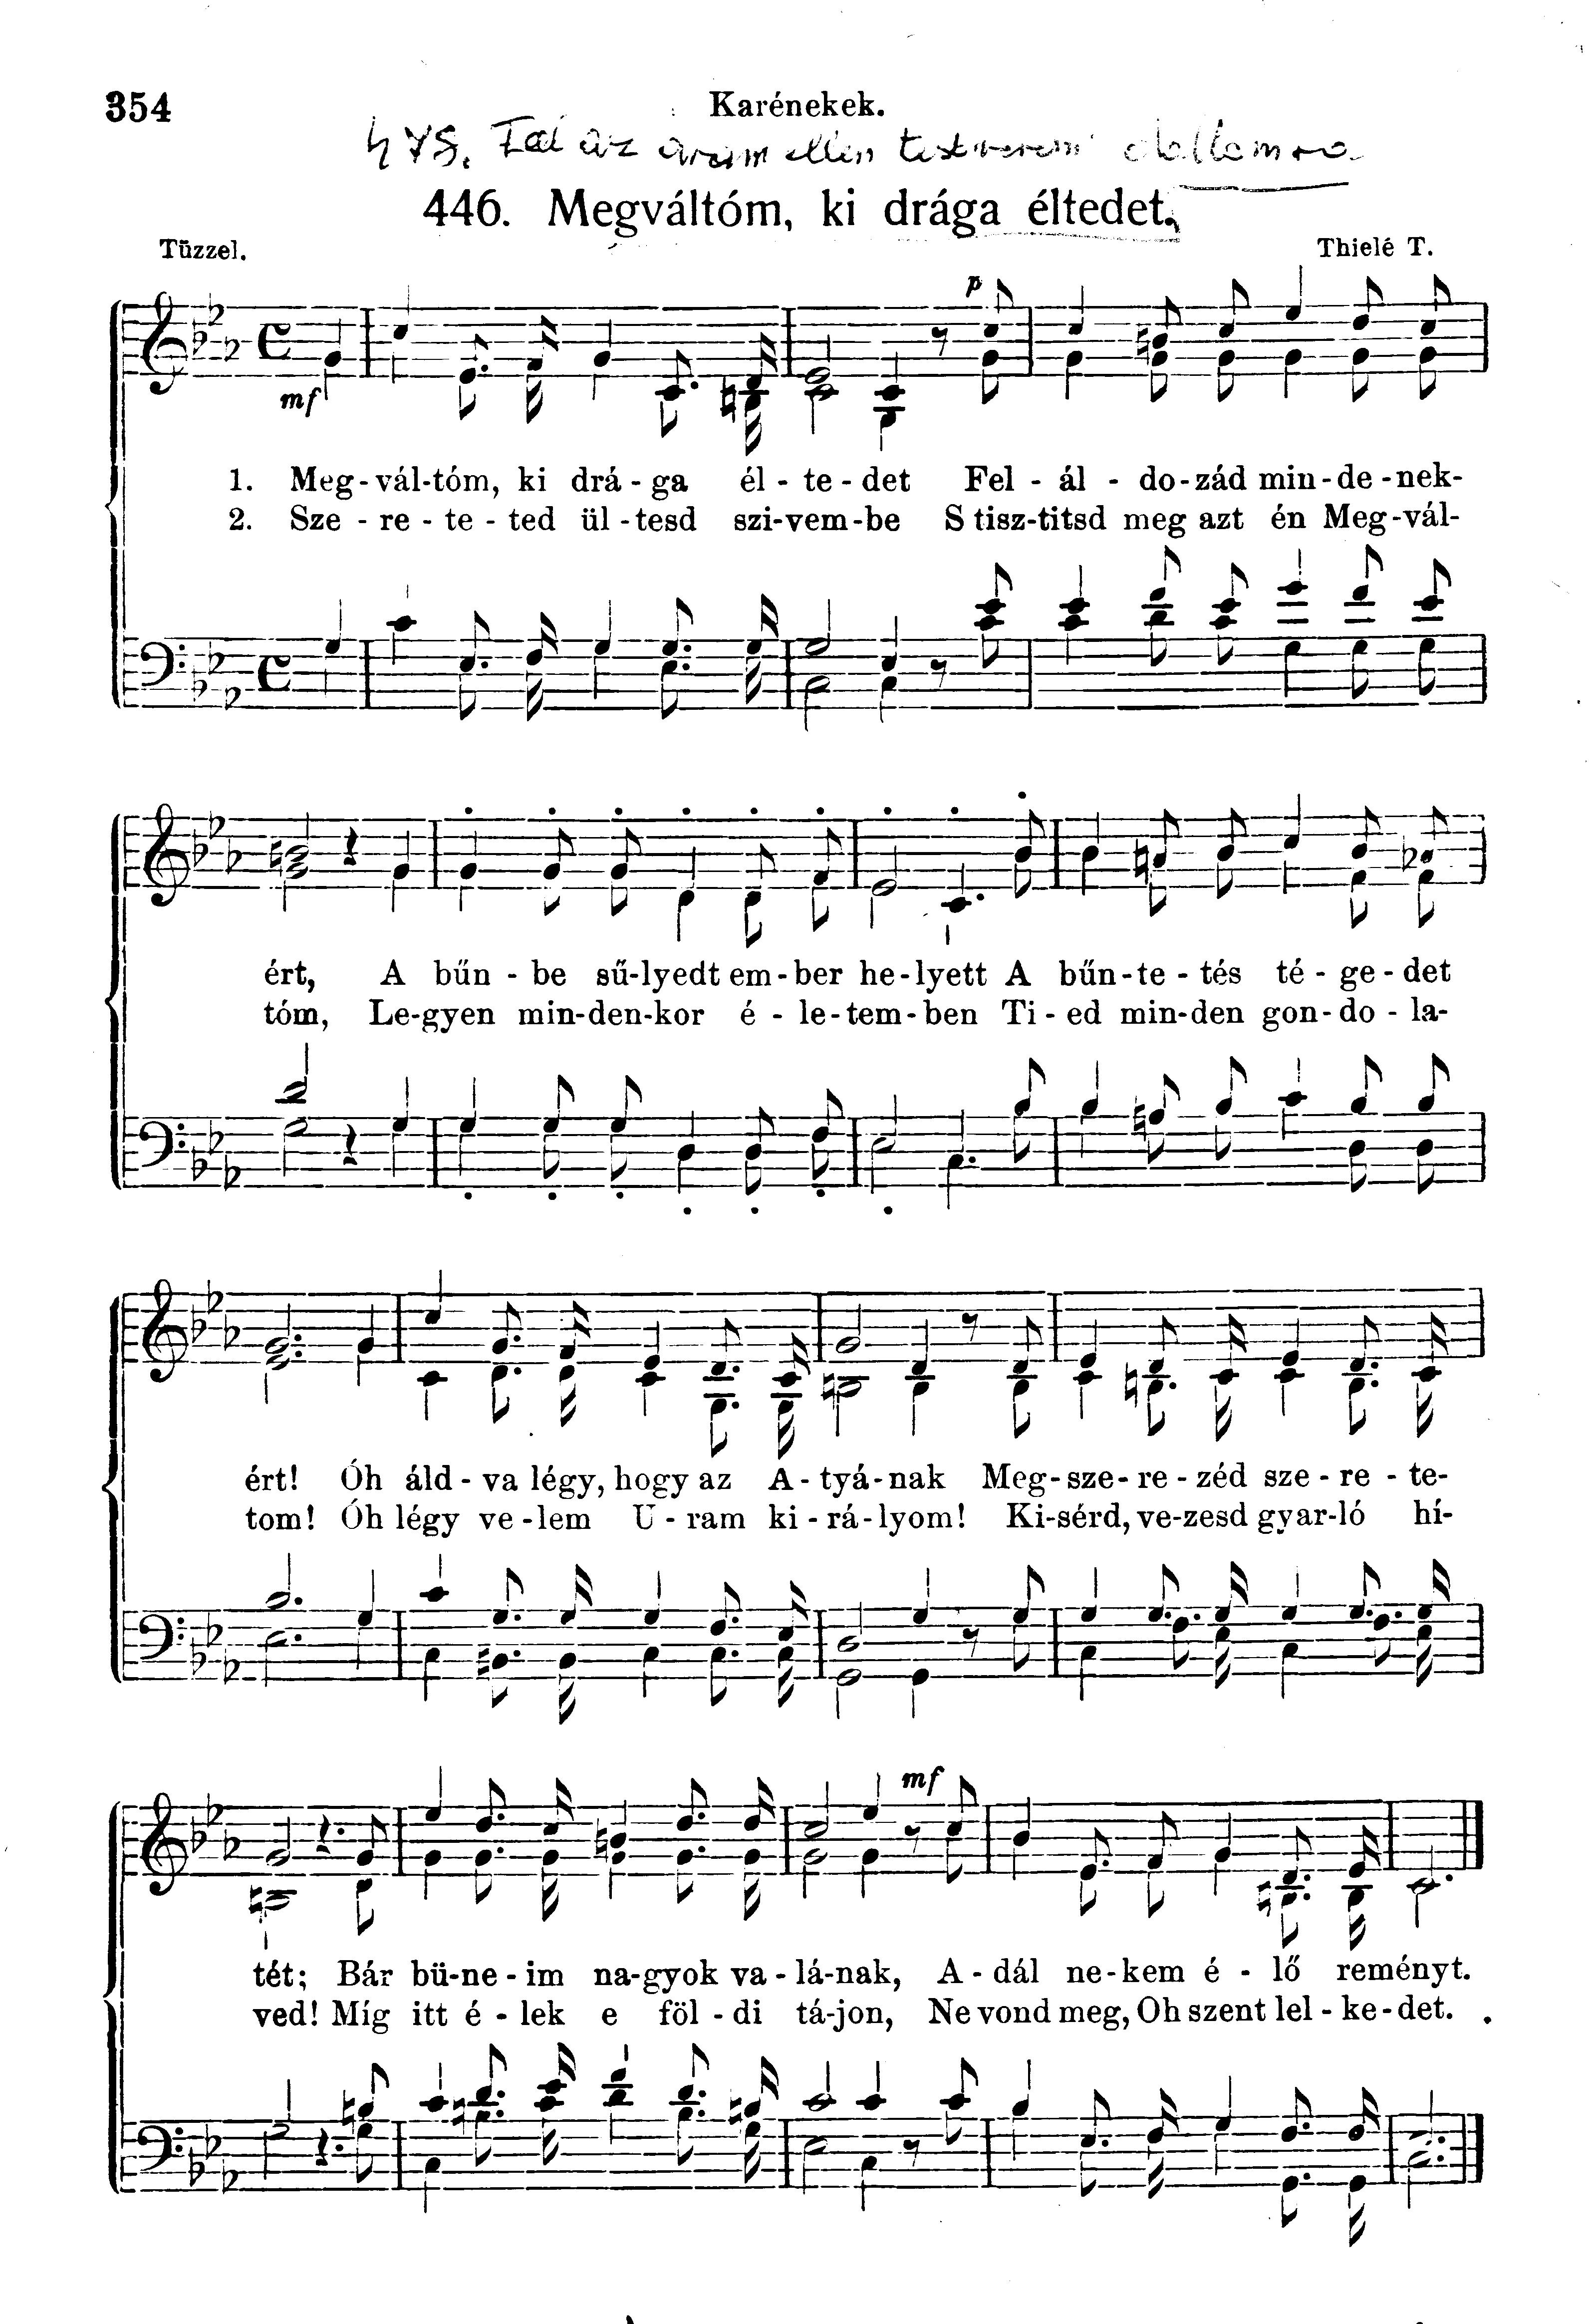 354
Karénekek.
478. Fel az áram ellen testvérem dallamra
446. Megváltóm, ki drága éltedet.
Tűzzel.
Thielé T.
p
mf
1. Meg-vál-tóm, ki drá-ga él-te-det Fel-ál-do-zád min-de-nek-
2. Sze-re-te-ted ül-tesd szi-vem-be S tisz-titsd meg azt én Meg-vál-
ért, A bűn-be sű-lyedt em-ber he-lyett A bűn-te-tés té-ge-det
tóm, Le-gyen min-den-kor é-le-tem-ben Ti-ed min-den gon-do-la-
ért! Óh áld-va légy, hogy az A-tyá-nak Meg-sze-re-zéd sze-re-te-
tom! Óh légy ve-lem U-ram ki-rá-lyom! Ki-sérd, ve-zesd gyar-ló hí-
mf
tét; Bár bü-ne-im na-gyok va-lá-nak, A-dál ne-kem é-lő reményt.
ved! Míg itt é-lek e föl-di tá-jon, Ne vond meg, Oh szent lel-ke-det.